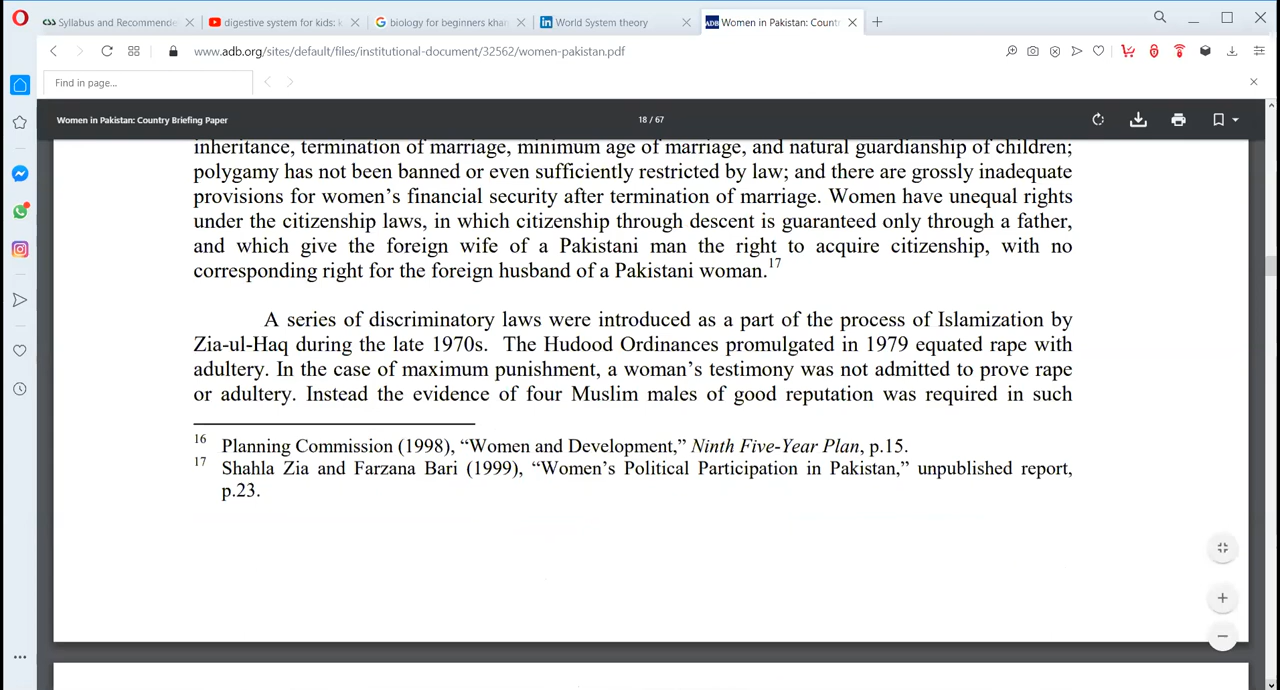 Syllabus and Recommende
digestive system for kids: k
biology for beginners khan
World System theory
ADB Women in Pakistan: Countr
www.adb.org/sites/default/files/institutional-document/32562/women-pakistan.pdf
Find in page...
Women in Pakistan: Country Briefing Paper
18 / 67
inheritance, termination of marriage, minimum age of marriage, and natural guardianship of children;
polygamy has not been banned or even sufficiently restricted by law; and there are grossly inadequate
provisions for women's financial security after termination of marriage. Women have unequal rights
under the citizenship laws, in which citizenship through descent is guaranteed only through a father,
and which give the foreign wife of a Pakistani man the right to acquire citizenship, with no
corresponding right for the foreign husband of a Pakistani woman.17
A series of discriminatory laws were introduced as a part of the process of Islamization by
Zia-ul-Haq during the late 1970s. The Hudood Ordinances promulgated in 1979 equated rape with
adultery. In the case of maximum punishment, a woman's testimony was not admitted to prove rape
or adultery. Instead the evidence of four Muslim males of good reputation was required in such
16 Planning Commission (1998), “Women and Development,” Ninth Five-Year Plan, p.15.
17 Shahla Zia and Farzana Bari (1999), “Women's Political Participation in Pakistan,” unpublished report,
p.23.